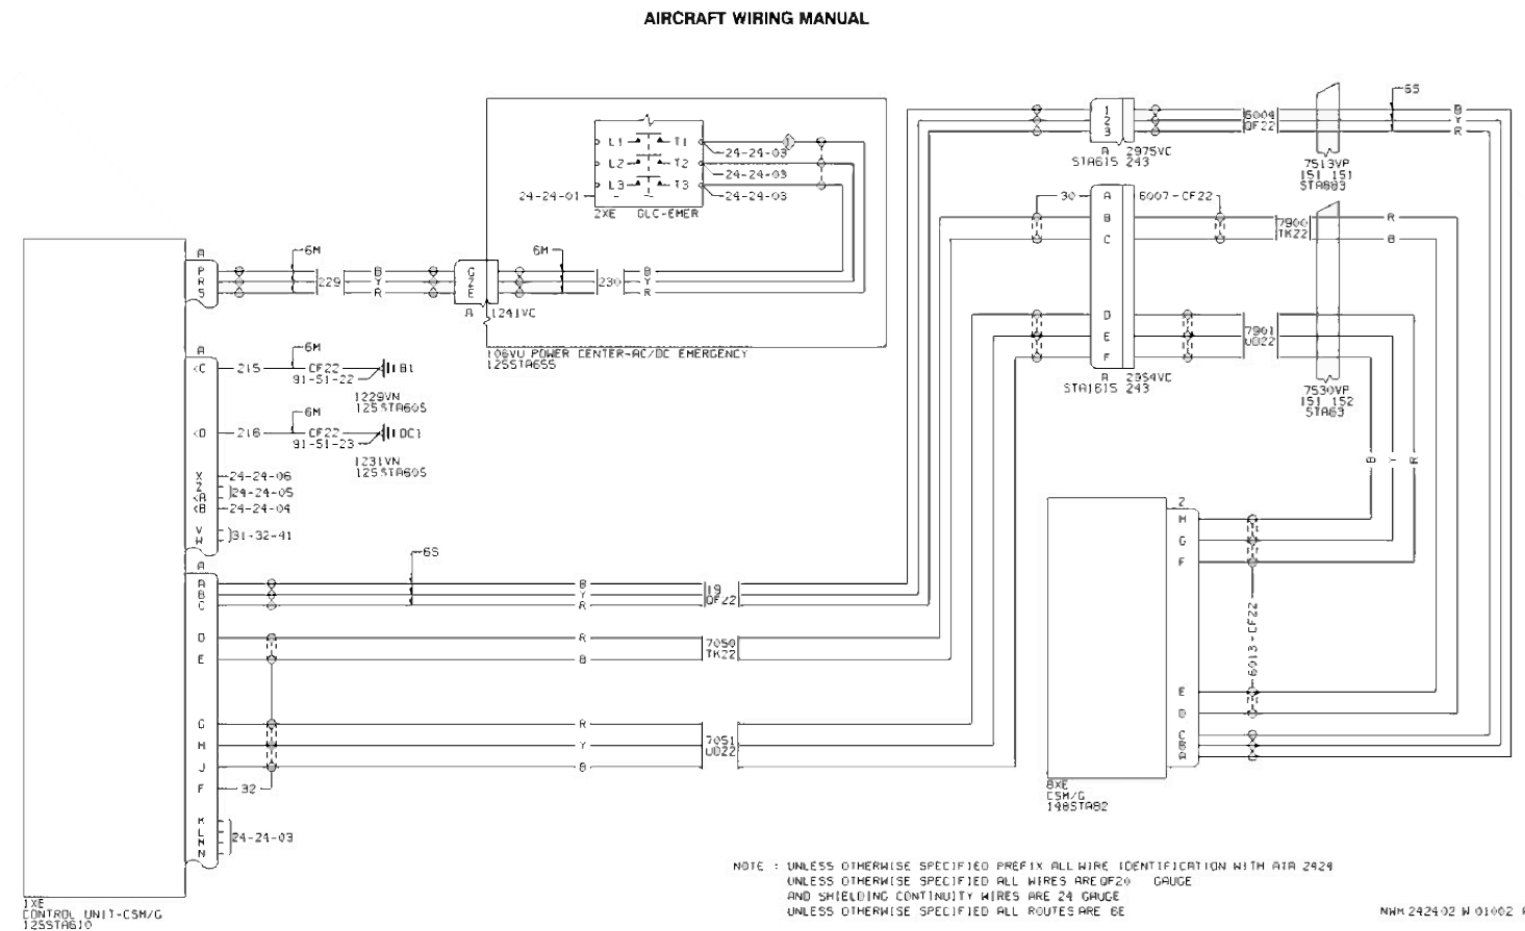 AIRCRAFT WIRING MANUAL
6S
1
2
3
B
Y
R
6004
QF22
A 2975VC
STA615 243
7513VP
151 151
STA883
L1 T1
L2 T2
L3 T3
24-24-03
24-24-03
24-24-03
24-24-01
2XE GLC-EMER
30
A
B
C
6007-CF22
7900
TK22
R
B
A
P
R
S
6M
229
B
Y
R
G
Z
E
A 1241VC
6M
230
B
Y
R
106VU POWER CENTER-AC/DC EMERGENCY
125STA655
D
E
F
7901
UD22
A 2954VC
STA1615 243
7530VP
151 152
STA63
A
<C
215
6M
CF22
91-51-22
B1
1229VN
125STA605
<D
216
6M
CF22
91-51-23
DC1
1231VN
125STA605
X 24-24-06
Z
<A
24-24-05
<B 24-24-04
V
W
31-32-41
B
Y
R
Z
H
G
F
6013-CF22
E
D
C
B
A
8XE
CSM/G
148STA82
A
A
B
C
6S
B
Y
R
19
QF22
D
E
R
B
7050
TK22
G
H
J
R
Y
B
7051
UD22
F 32
K
L
M
N
24-24-03
1XE
CONTROL UNIT-CSM/G
125STA610
NOTE : UNLESS OTHERWISE SPECIFIED PREFIX ALL WIRE IDENTIFICATION WITH ATA 2424
UNLESS OTHERWISE SPECIFIED ALL WIRES ARE QF20 GAUGE
AND SHIELDING CONTINUITY WIRES ARE 24 GAUGE
UNLESS OTHERWISE SPECIFIED ALL ROUTES ARE 6E
NWM 242402 W 01002